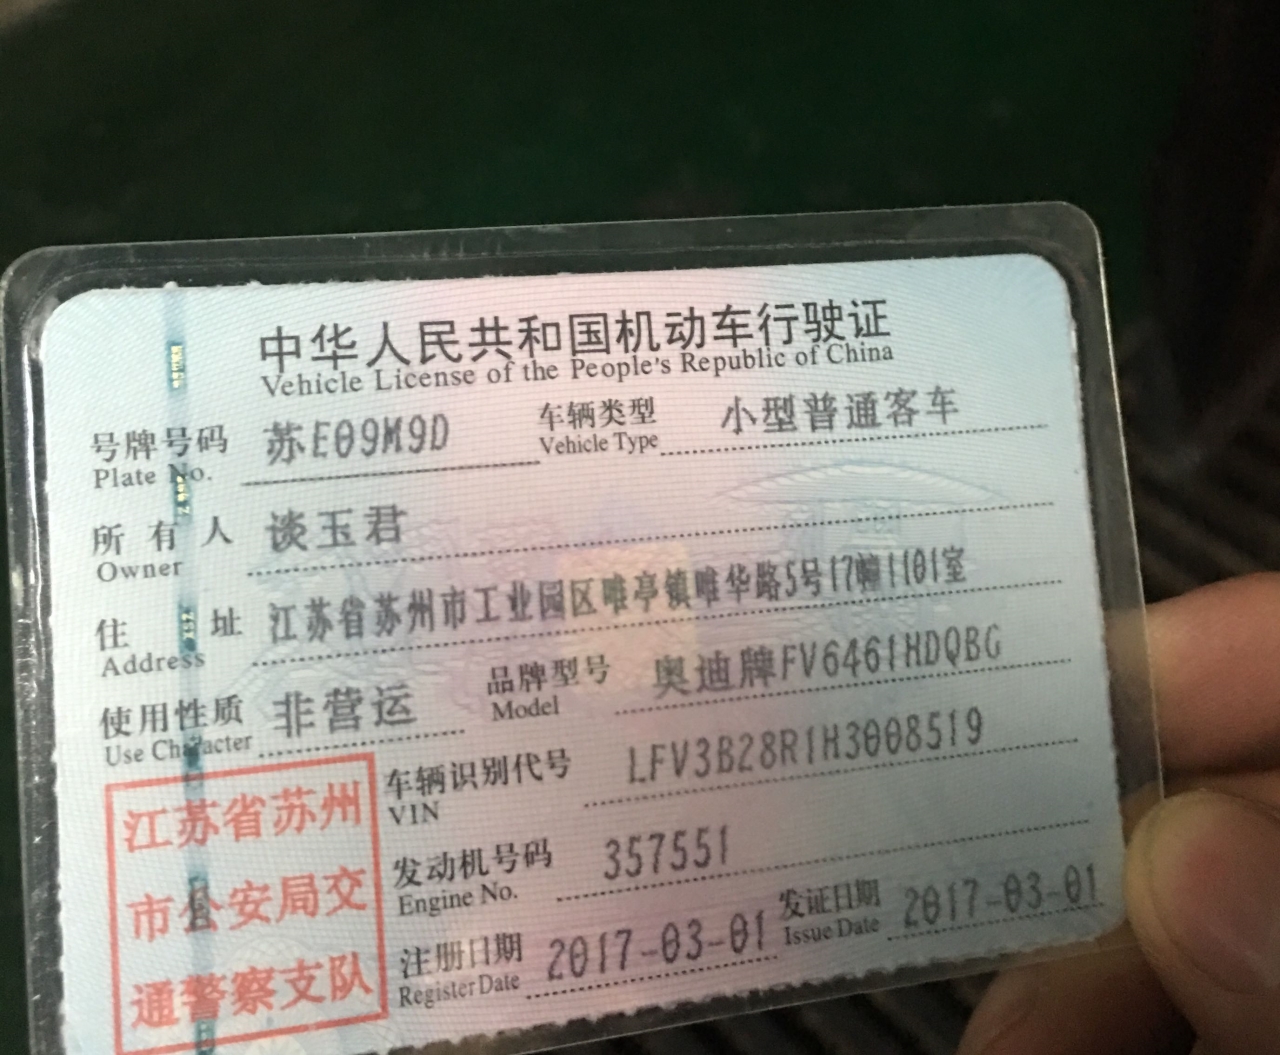 中华人民共和国机动车行驶证
Vehicle License of the People's Republic of China
号牌号码 苏E09M9D 车辆类型 小型普通客车
Plate No. Vehicle Type
所有人 谈玉君
Owner
住址 江苏省苏州市工业园区唯亭镇唯华路5号17幢1101室
Address
使用性质 非营运 品牌型号 奥迪牌FV6461HDQBG
Use Character Model
车辆识别代号 LFV3B28R1H3008519
VIN
发动机号码 357551
Engine No.
注册日期 2017-03-01 发证日期 2017-03-01
Register Date Issue Date
江苏省苏州
市公安局交
通警察支队